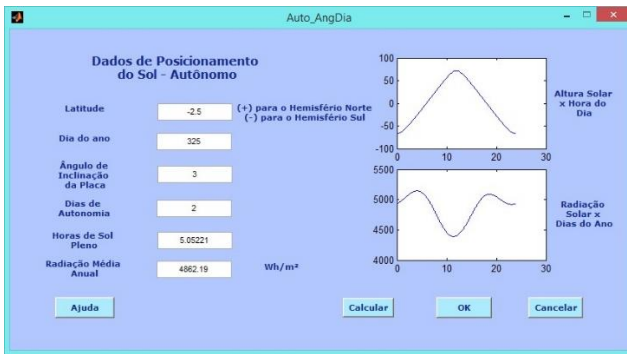 Auto_AngDia
Dados de Posicionamento
do Sol - Autônomo
Latitude
-2.5
(+) para o Hemisfério Norte
(-) para o Hemisfério Sul
Dia do ano
325
Ângulo de
Inclinação
da Placa
3
Dias de
Autonomia
2
Horas de Sol
Pleno
5.05221
Radiação Média
Anual
4862.19
Wh/m²
100
50
0
-50
-100
0
10
20
30
Altura Solar
x Hora do
Dia
5500
5000
4500
4000
0
10
20
30
Radiação
Solar x
Dias do Ano
Ajuda
Calcular
OK
Cancelar